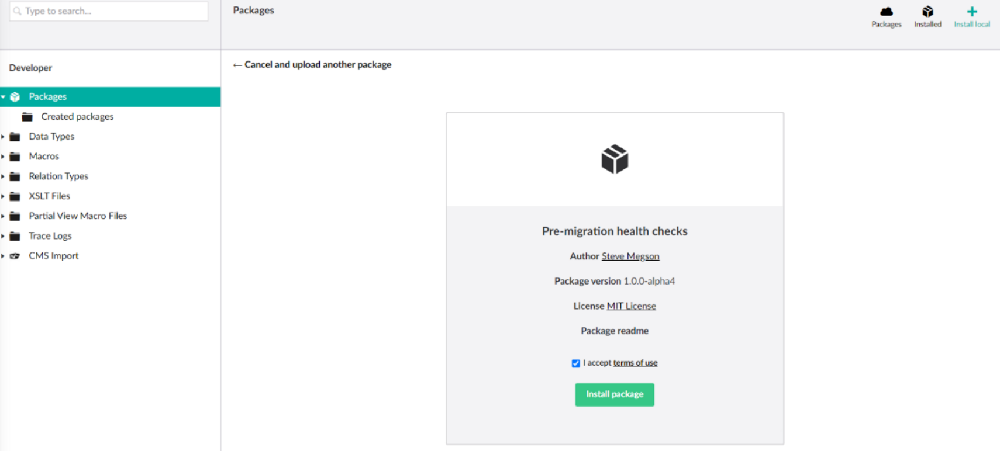 Type to search...
Packages
Packages
Installed
Install local
Developer
Packages
Created packages
Data Types
Macros
Relation Types
XSLT Files
Partial View Macro Files
Trace Logs
CMS Import
← Cancel and upload another package
Pre-migration health checks
Author Steve Megson
Package version 1.0.0-alpha4
License MIT License
Package readme
I accept terms of use
Install package